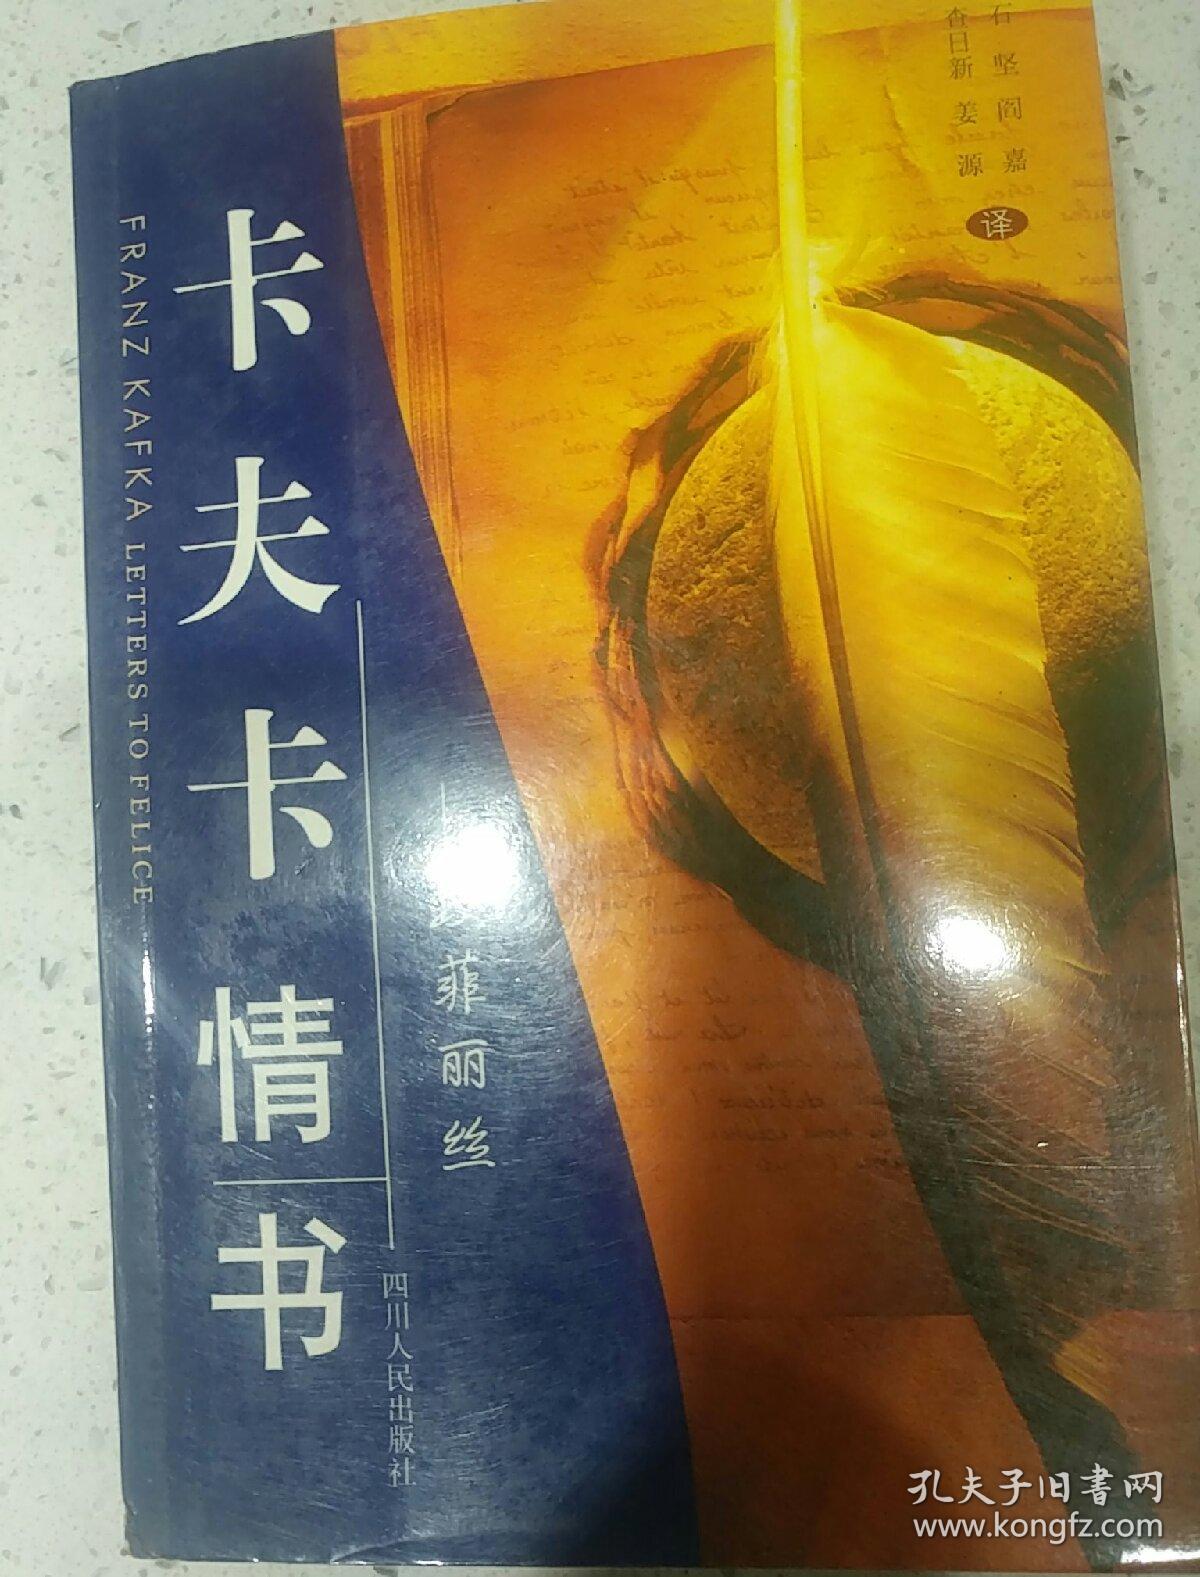 卡夫卡情书
FRANZ KAFKA LETTERS TO FELICE
菲丽丝
四川人民出版社
石坚 阎嘉
查日新 姜源
译
孔夫子旧书网
www.kongfz.com